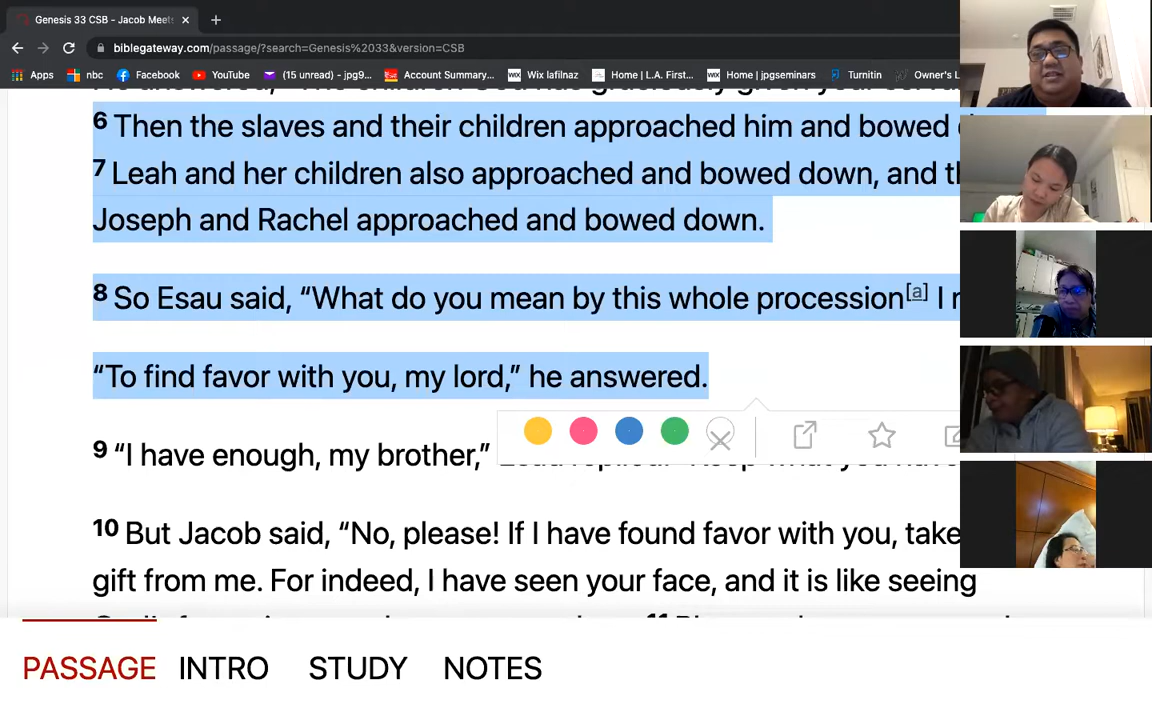 Genesis 33 CSB - Jacob Meets
biblegateway.com/passage/?search=Genesis%2033&version=CSB
Apps nbc Facebook YouTube (15 unread) - jpg9... Account Summary... Wix lafilnaz Home | L.A. First... Home | jpgseminars Turnitin Owner's L
6 Then the slaves and their children approached him and bowed
7 Leah and her children also approached and bowed down, and
Joseph and Rachel approached and bowed down.
8 So Esau said, “What do you mean by this whole procession[a] I
“To find favor with you, my lord,” he answered.
9 “I have enough, my brother,”
10 But Jacob said, “No, please! If I have found favor with you, take
gift from me. For indeed, I have seen your face, and it is like seeing
PASSAGE INTRO STUDY NOTES